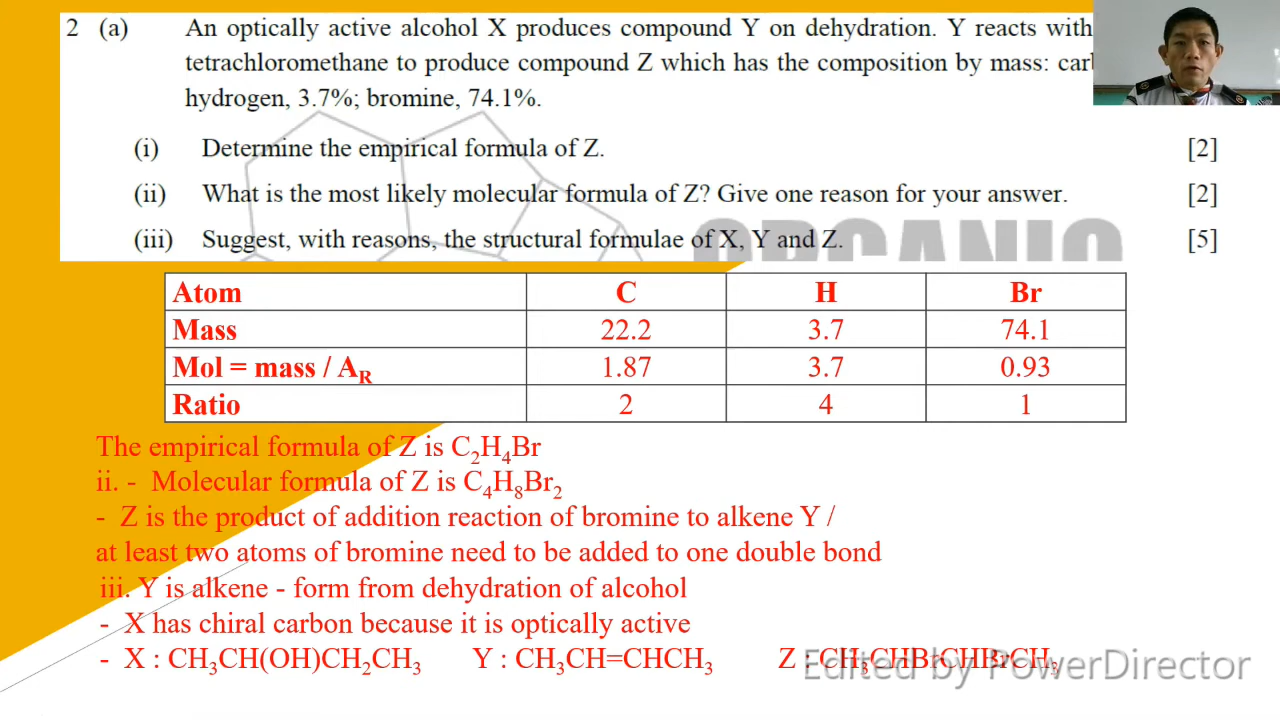 2 (a) An optically active alcohol X produces compound Y on dehydration. Y reacts with
tetrachloromethane to produce compound Z which has the composition by mass:
hydrogen, 3.7%; bromine, 74.1%.
(i) Determine the empirical formula of Z. [2]
(ii) What is the most likely molecular formula of Z? Give one reason for your answer. [2]
(iii) Suggest, with reasons, the structural formulae of X, Y and Z. [5]
ORGANIC
Atom C H Br
Mass 22.2 3.7 74.1
Mol = mass / A_R 1.87 3.7 0.93
Ratio 2 4 1
The empirical formula of Z is C₂H₄Br
ii. - Molecular formula of Z is C₄H₈Br₂
- Z is the product of addition reaction of bromine to alkene Y /
at least two atoms of bromine need to be added to one double bond
iii. Y is alkene - form from dehydration of alcohol
- X has chiral carbon because it is optically active
- X : CH₃CH(OH)CH₂CH₃ Y : CH₃CH=CHCH₃ Z : CH₃CHBrCHBrCH₃
Edited by PowerDirector